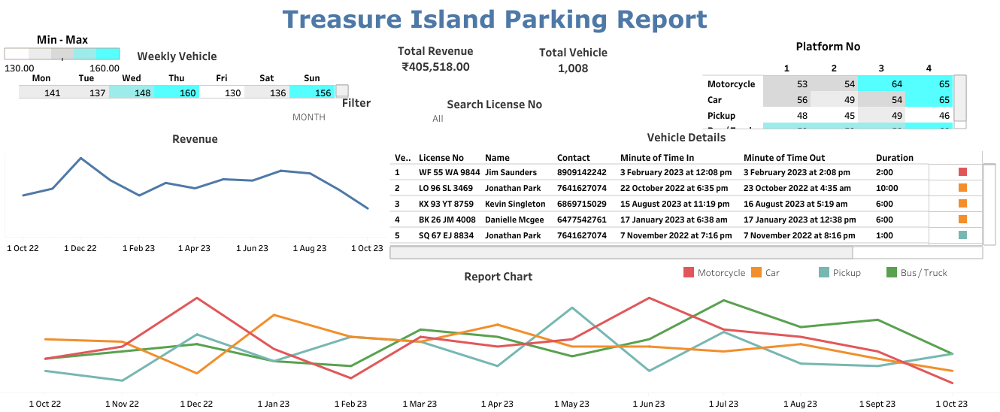 Treasure Island Parking Report
Min - Max
130.00 160.00
Weekly Vehicle
Mon Tue Wed Thu Fri Sat Sun
141 137 148 160 130 136 156
Total Revenue
₹405,518.00
Total Vehicle
1,008
Platform No
1 2 3 4
Motorcycle 53 54 64 65
Car 56 49 54 65
Pickup 48 45 49 46
Filter
MONTH
Search License No
All
Revenue
1 Oct 22 1 Dec 22 1 Feb 23 1 Apr 23 1 Jun 23 1 Aug 23 1 Oct 23
Vehicle Details
Ve.. License No Name Contact Minute of Time In Minute of Time Out Duration
1 WF 55 WA 9844 Jim Saunders 8909142242 3 February 2023 at 12:08 pm 3 February 2023 at 2:08 pm 2:00
2 LO 96 SL 3469 Jonathan Park 7641627074 22 October 2022 at 6:35 pm 23 October 2022 at 4:35 am 10:00
3 KX 93 YT 8759 Kevin Singleton 6869715029 15 August 2023 at 11:19 pm 16 August 2023 at 5:19 am 6:00
4 BK 26 JM 4008 Danielle Mcgee 6477542761 17 January 2023 at 6:38 am 17 January 2023 at 12:38 pm 6:00
5 SQ 67 EJ 8834 Jonathan Park 7641627074 7 November 2022 at 7:16 pm 7 November 2022 at 8:16 pm 1:00
Report Chart
Motorcycle Car Pickup Bus / Truck
1 Oct 22 1 Nov 22 1 Dec 22 1 Jan 23 1 Feb 23 1 Mar 23 1 Apr 23 1 May 23 1 Jun 23 1 Jul 23 1 Aug 23 1 Sept 23 1 Oct 23